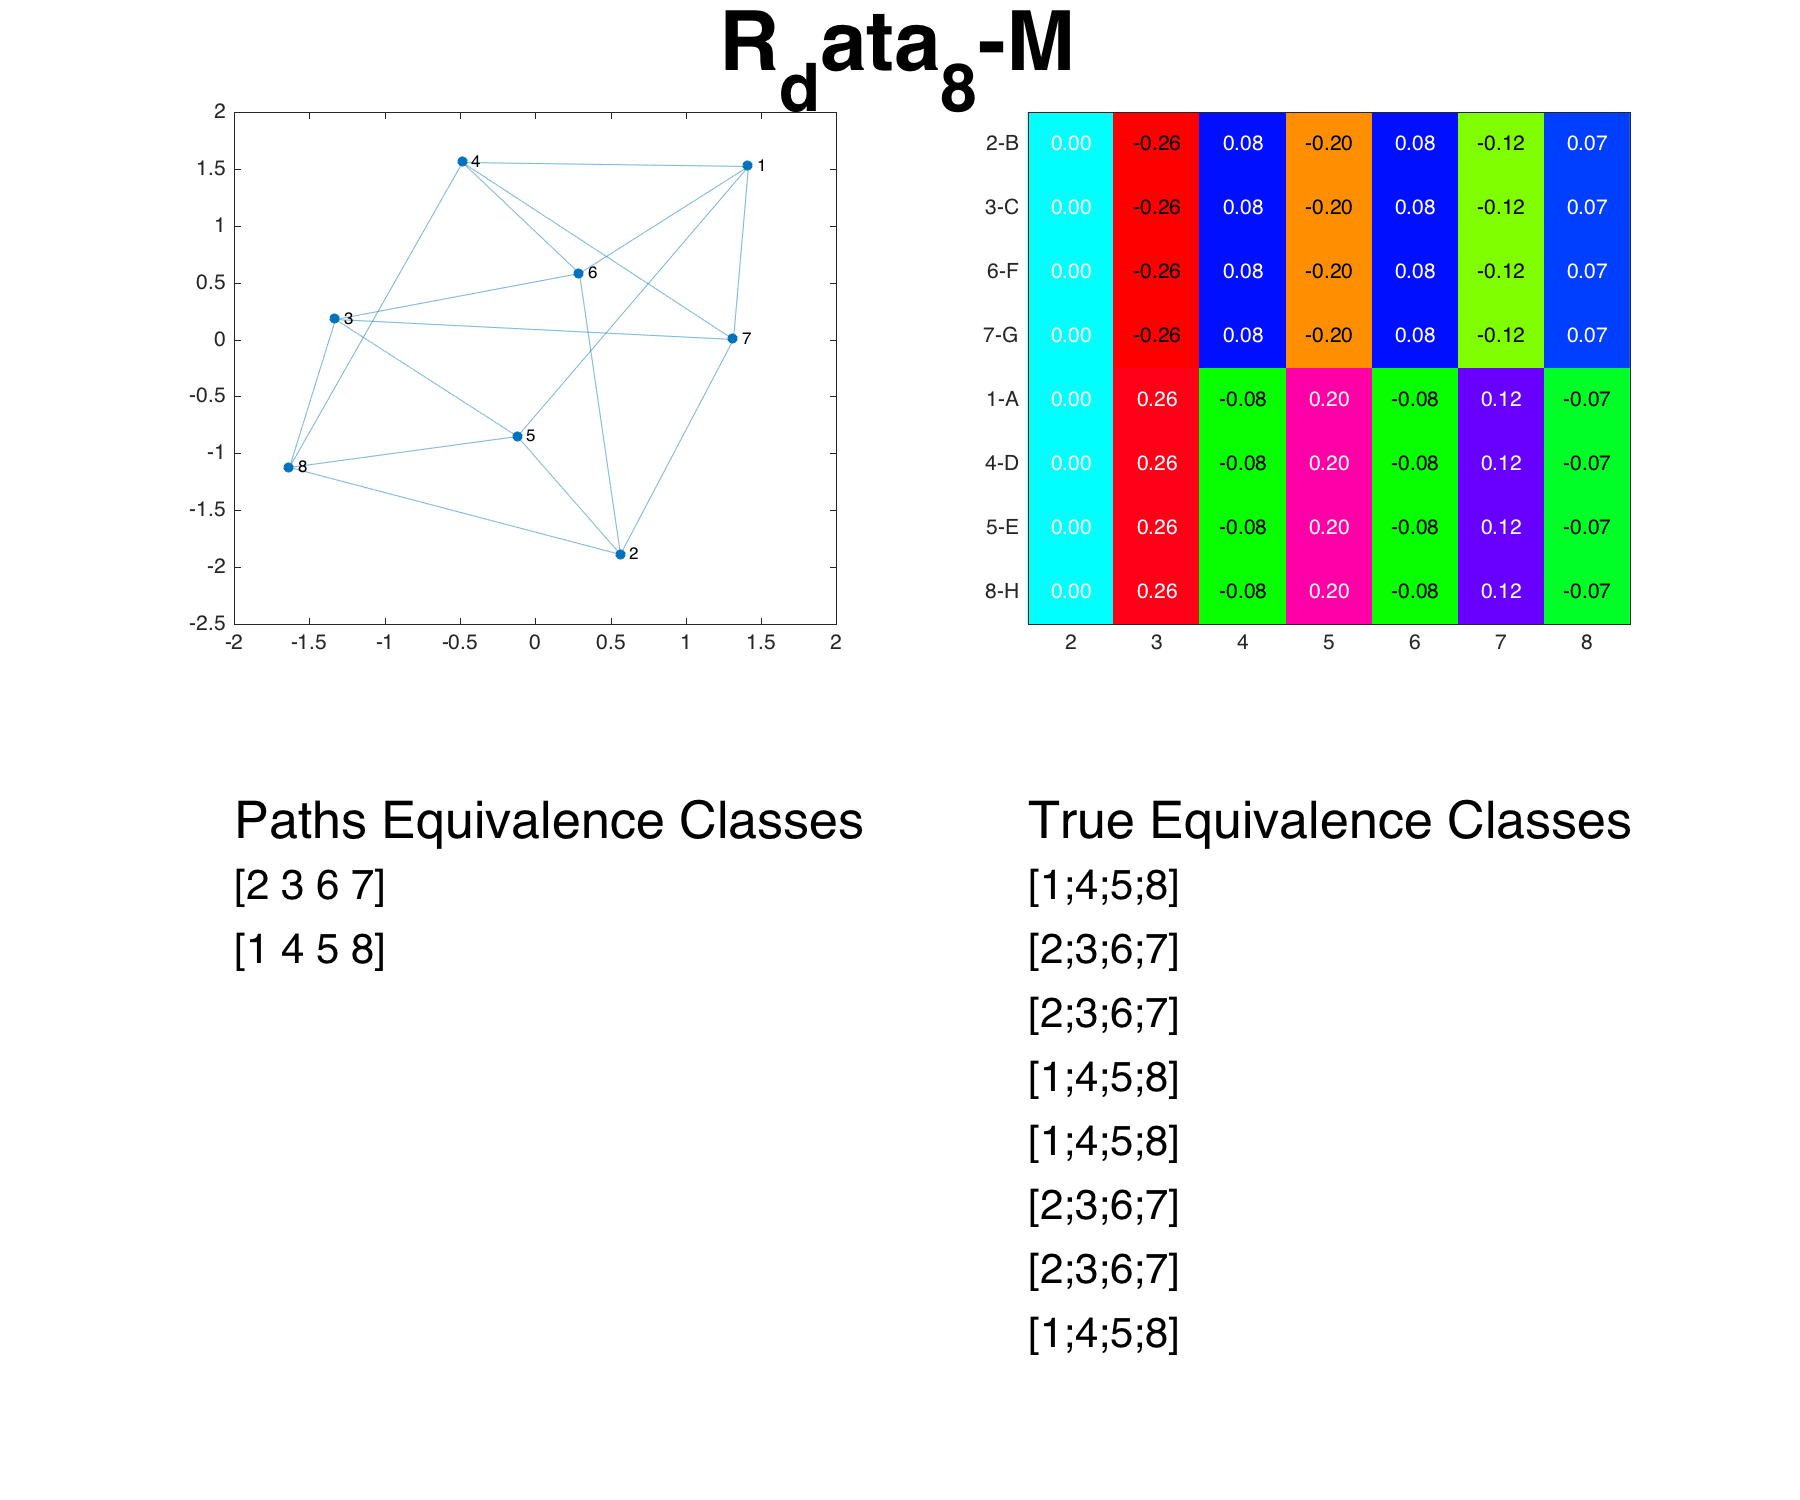 R_data_8-M
2
1.5
1
0.5
0
-0.5
-1
-1.5
-2
-2.5
-2 -1.5 -1 -0.5 0 0.5 1 1.5 2
4
1
6
3
7
5
8
2
2-B 0.00 -0.26 0.08 -0.20 0.08 -0.12 0.07
3-C 0.00 -0.26 0.08 -0.20 0.08 -0.12 0.07
6-F 0.00 -0.26 0.08 -0.20 0.08 -0.12 0.07
7-G 0.00 -0.26 0.08 -0.20 0.08 -0.12 0.07
1-A 0.00 0.26 -0.08 0.20 -0.08 0.12 -0.07
4-D 0.00 0.26 -0.08 0.20 -0.08 0.12 -0.07
5-E 0.00 0.26 -0.08 0.20 -0.08 0.12 -0.07
8-H 0.00 0.26 -0.08 0.20 -0.08 0.12 -0.07
2 3 4 5 6 7 8
Paths Equivalence Classes
[2 3 6 7]
[1 4 5 8]
True Equivalence Classes
[1;4;5;8]
[2;3;6;7]
[2;3;6;7]
[1;4;5;8]
[1;4;5;8]
[2;3;6;7]
[2;3;6;7]
[1;4;5;8]